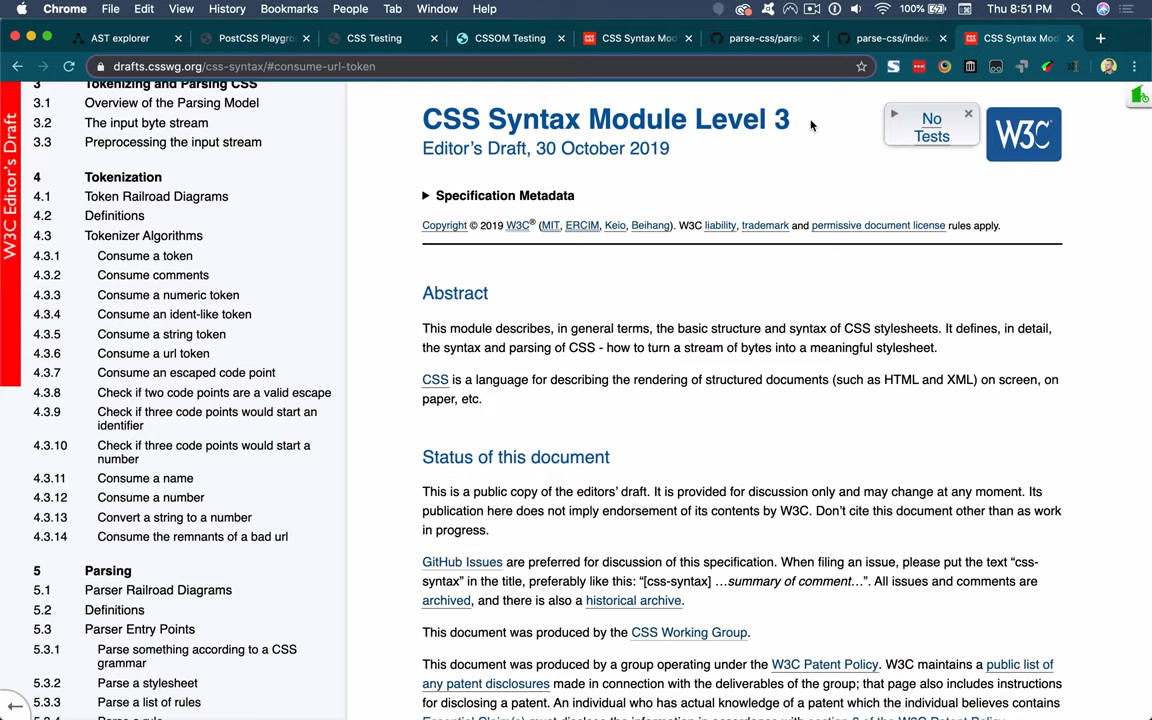 Chrome File Edit View History Bookmarks People Tab Window Help 100% Thu 8:51 PM
AST explorer PostCSS Playgro CSS Testing CSSOM Testing CSS Syntax Mod parse-css/parse parse-css/index. CSS Syntax Mod
drafts.csswg.org/css-syntax/#consume-url-token
W3C Editor's Draft
3 Tokenizing and Parsing CSS
3.1 Overview of the Parsing Model
3.2 The input byte stream
3.3 Preprocessing the input stream
4 Tokenization
4.1 Token Railroad Diagrams
4.2 Definitions
4.3 Tokenizer Algorithms
4.3.1 Consume a token
4.3.2 Consume comments
4.3.3 Consume a numeric token
4.3.4 Consume an ident-like token
4.3.5 Consume a string token
4.3.6 Consume a url token
4.3.7 Consume an escaped code point
4.3.8 Check if two code points are a valid escape
4.3.9 Check if three code points would start an
identifier
4.3.10 Check if three code points would start a
number
4.3.11 Consume a name
4.3.12 Consume a number
4.3.13 Convert a string to a number
4.3.14 Consume the remnants of a bad url
5 Parsing
5.1 Parser Railroad Diagrams
5.2 Definitions
5.3 Parser Entry Points
5.3.1 Parse something according to a CSS
grammar
5.3.2 Parse a stylesheet
5.3.3 Parse a list of rules
CSS Syntax Module Level 3
Editor's Draft, 30 October 2019
No
Tests
W3C
▶ Specification Metadata
Copyright © 2019 W3C® (MIT, ERCIM, Keio, Beihang). W3C liability, trademark and permissive document license rules apply.
Abstract
This module describes, in general terms, the basic structure and syntax of CSS stylesheets. It defines, in detail,
the syntax and parsing of CSS - how to turn a stream of bytes into a meaningful stylesheet.
CSS is a language for describing the rendering of structured documents (such as HTML and XML) on screen, on
paper, etc.
Status of this document
This is a public copy of the editors' draft. It is provided for discussion only and may change at any moment. Its
publication here does not imply endorsement of its contents by W3C. Don't cite this document other than as work
in progress.
GitHub Issues are preferred for discussion of this specification. When filing an issue, please put the text "css-
syntax" in the title, preferably like this: "[css-syntax] …summary of comment…". All issues and comments are
archived, and there is also a historical archive.
This document was produced by the CSS Working Group.
This document was produced by a group operating under the W3C Patent Policy. W3C maintains a public list of
any patent disclosures made in connection with the deliverables of the group; that page also includes instructions
for disclosing a patent. An individual who has actual knowledge of a patent which the individual believes contains
Essential Claim(s) must disclose the information in accordance with section 6 of the W3C Patent Policy.